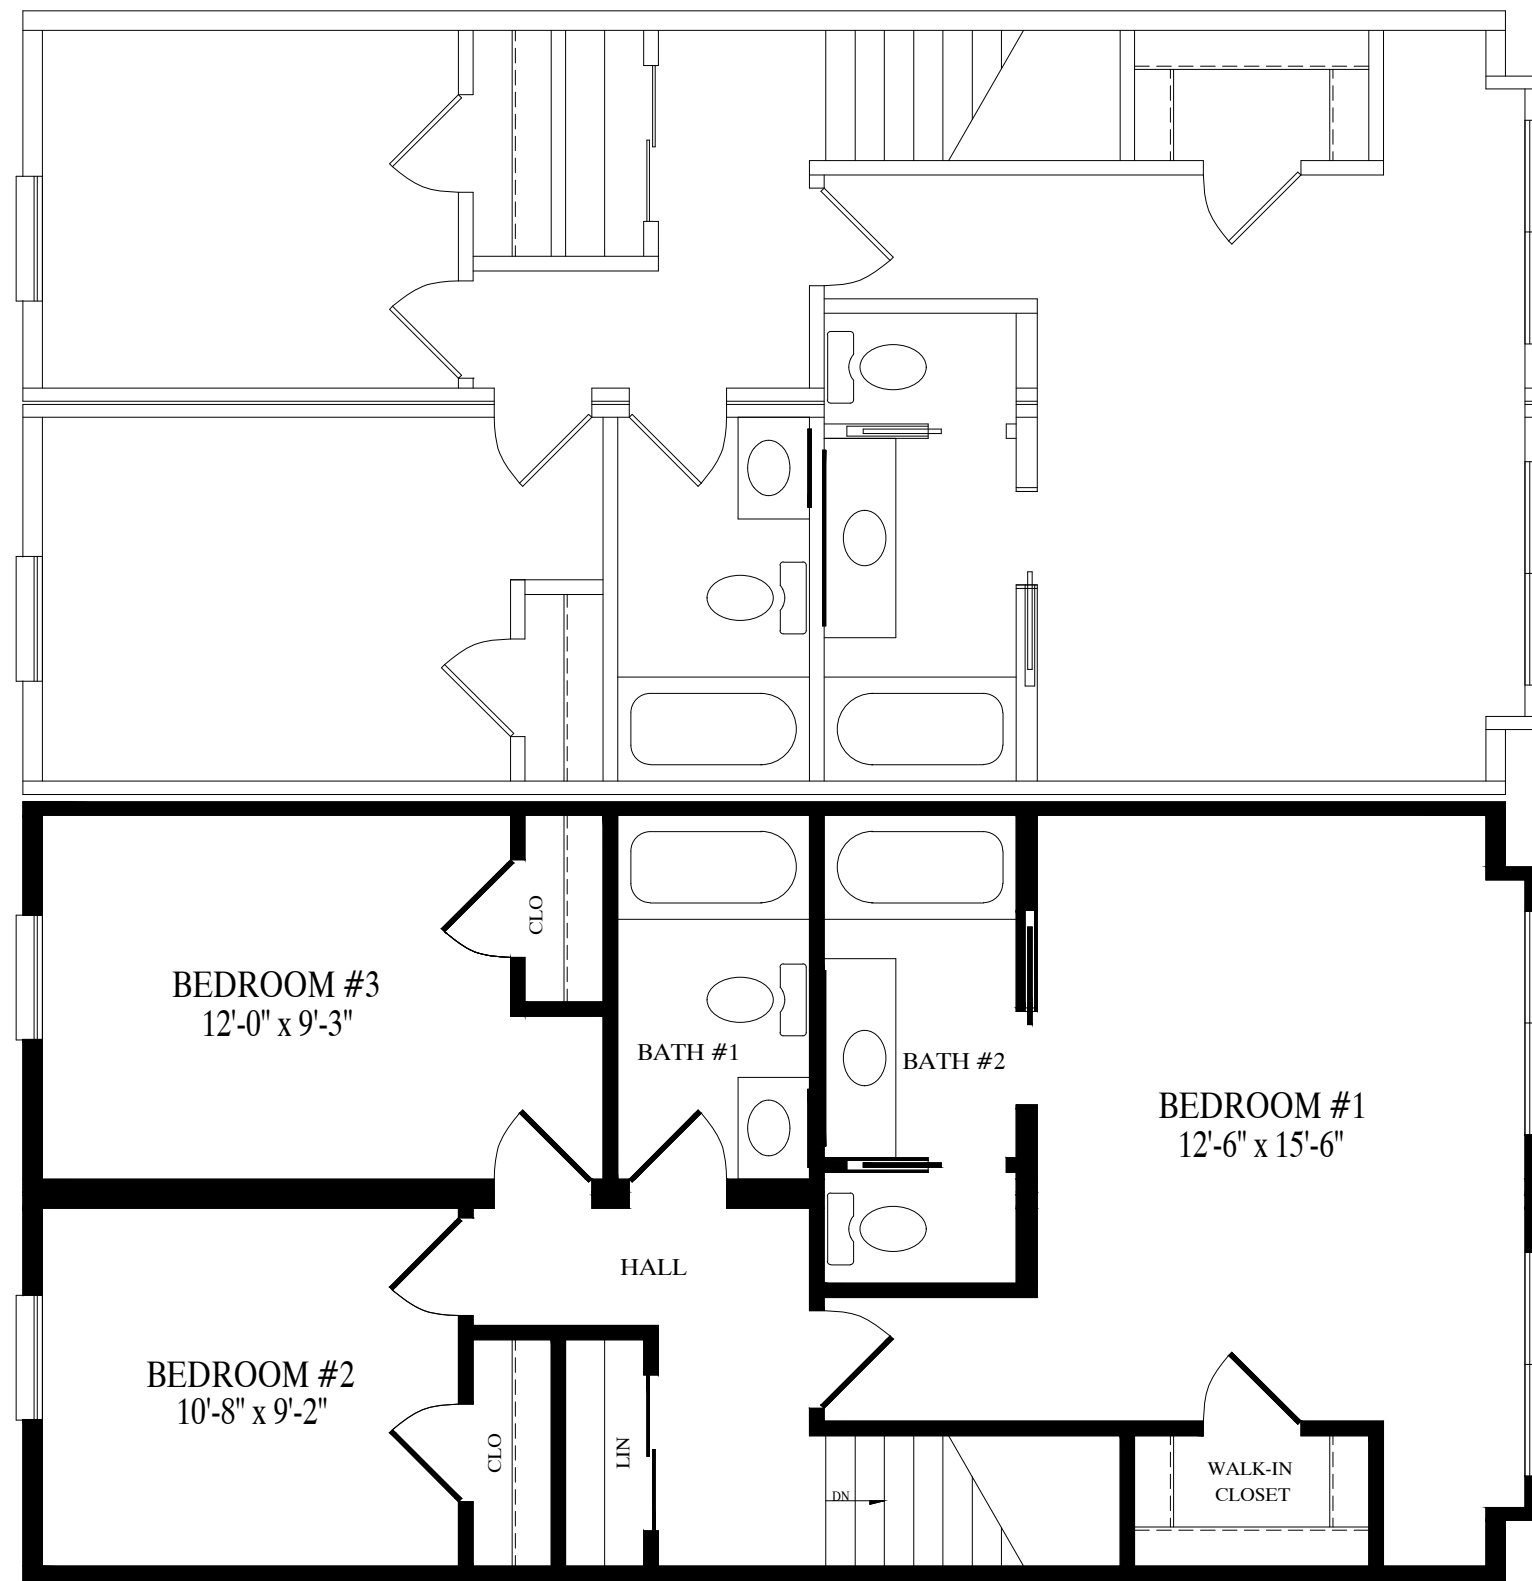 BEDROOM #3
12'-0" x 9'-3"
CLO
BATH #1
BATH #2
BEDROOM #1
12'-6" x 15'-6"
HALL
BEDROOM #2
10'-8" x 9'-2"
CLO
LIN
DN
WALK-IN
CLOSET